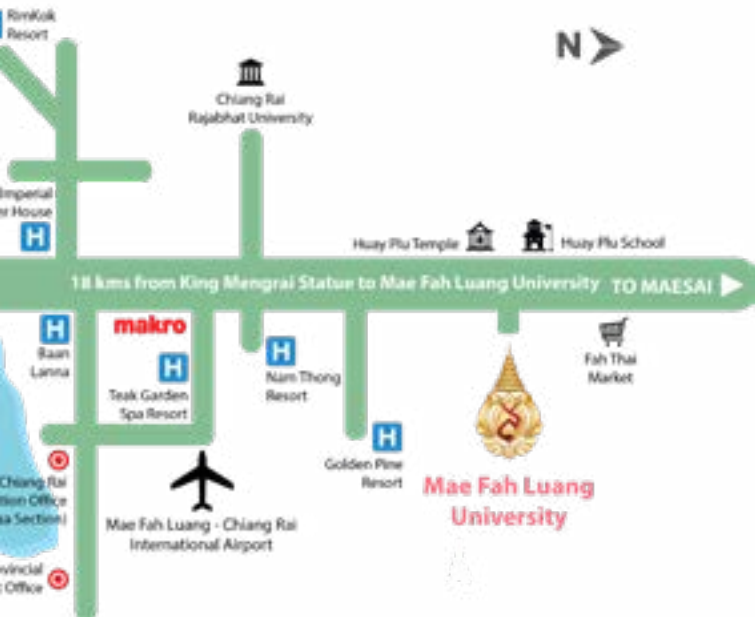 RimKok
Resort
N
Chiang Rai
Rajabhat University
Imperial
er House
H
Huay Plu Temple
Huay Plu School
18 kms from King Mengrai Statue to Mae Fah Luang University
TO MAESAI
H
Baan
Lanna
makro
H
Teak Garden
Spa Resort
H
Nam Thong
Resort
Fah Thai
Market
H
Golden Pine
Resort
Mae Fah Luang
University
Chiang Rai
tion Office
a Section)
Mae Fah Luang - Chiang Rai
International Airport
vincial
Office